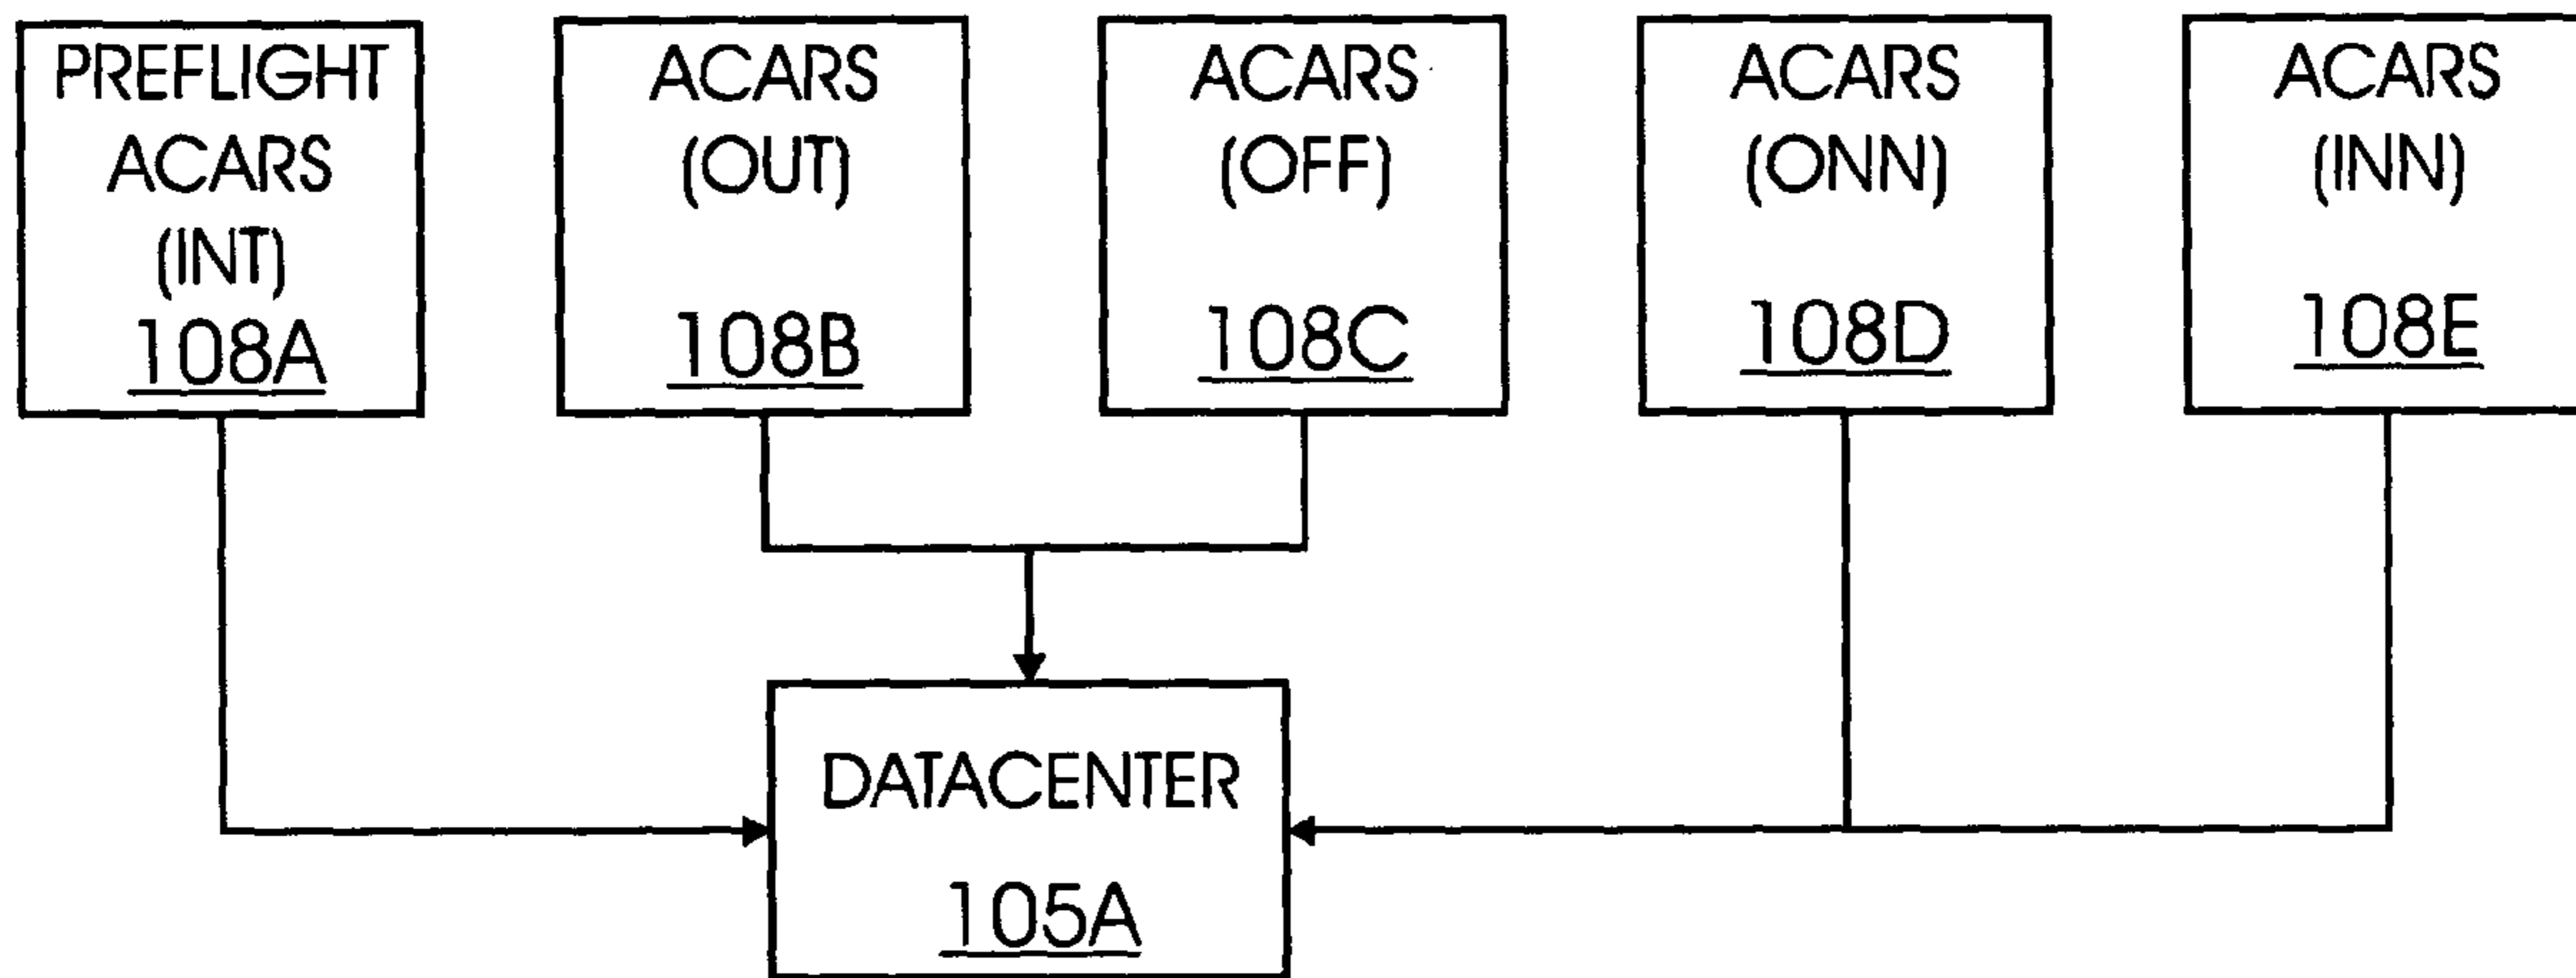 PREFLIGHT
ACARS
(INT)
108A
ACARS
(OUT)
108B
ACARS
(OFF)
108C
ACARS
(ONN)
108D
ACARS
(INN)
108E
DATACENTER
105A